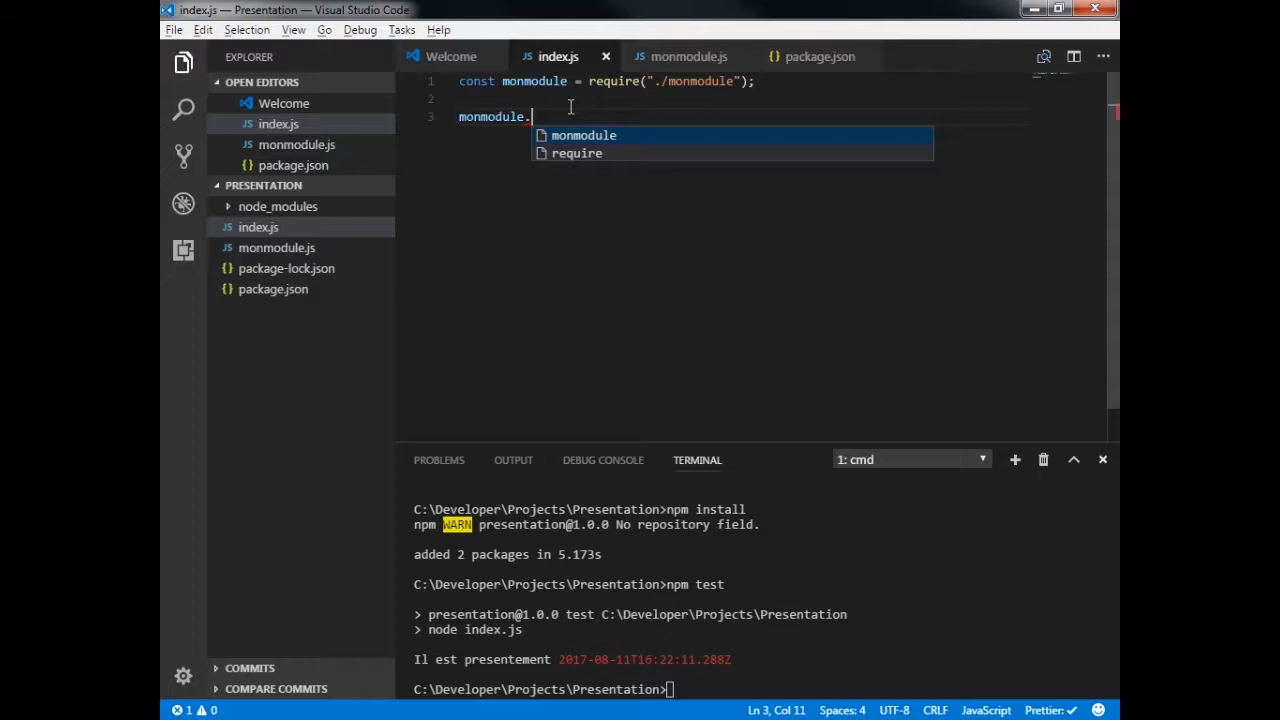 index.js — Presentation — Visual Studio Code
File Edit Selection View Go Debug Tasks Help
EXPLORER
OPEN EDITORS
Welcome
JS index.js
JS monmodule.js
{} package.json
PRESENTATION
node_modules
JS index.js
JS monmodule.js
{} package-lock.json
{} package.json
COMMITS
COMPARE COMMITS
Welcome JS index.js JS monmodule.js {} package.json
1 const monmodule = require("./monmodule");
2
3 monmodule.
monmodule
require
PROBLEMS OUTPUT DEBUG CONSOLE TERMINAL 1: cmd
C:\Developer\Projects\Presentation>npm install
npm WARN presentation@1.0.0 No repository field.
added 2 packages in 5.173s
C:\Developer\Projects\Presentation>npm test
> presentation@1.0.0 test C:\Developer\Projects\Presentation
> node index.js
Il est presentement 2017-08-11T16:22:11.288Z
C:\Developer\Projects\Presentation>
1 0 Ln 3, Col 11 Spaces: 4 UTF-8 CRLF JavaScript Prettier: ✓